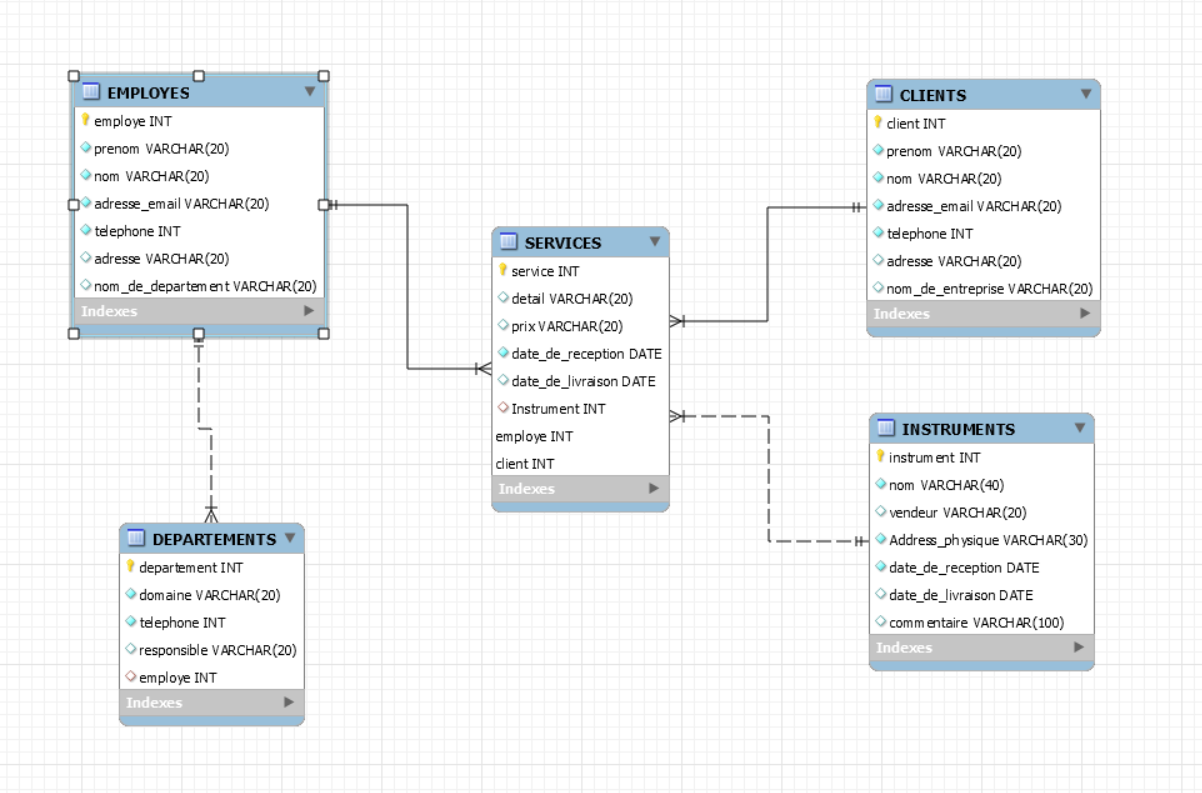 EMPLOYES
employe INT
prenom VARCHAR(20)
nom VARCHAR(20)
adresse_email VARCHAR(20)
telephone INT
adresse VARCHAR(20)
nom_de_departement VARCHAR(20)
Indexes
CLIENTS
client INT
prenom VARCHAR(20)
nom VARCHAR(20)
adresse_email VARCHAR(20)
telephone INT
adresse VARCHAR(20)
nom_de_entreprise VARCHAR(20)
Indexes
SERVICES
service INT
detail VARCHAR(20)
prix VARCHAR(20)
date_de_reception DATE
date_de_livraison DATE
Instrument INT
employe INT
client INT
Indexes
INSTRUMENTS
instrument INT
nom VARCHAR(40)
vendeur VARCHAR(20)
Address_physique VARCHAR(30)
date_de_reception DATE
date_de_livraison DATE
commentaire VARCHAR(100)
Indexes
DEPARTEMENTS
departement INT
domaine VARCHAR(20)
telephone INT
responsible VARCHAR(20)
employe INT
Indexes